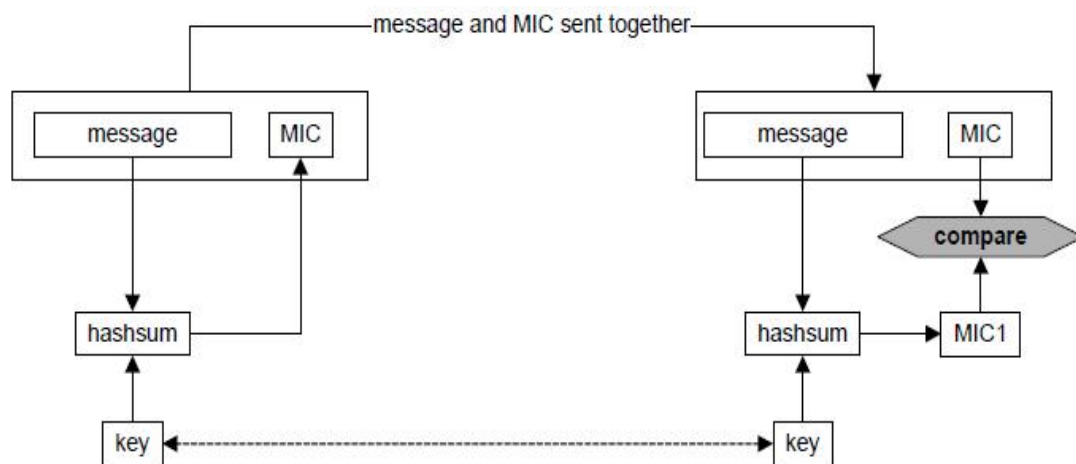 message and MIC sent together
message
MIC
message
MIC
compare
hashsum
hashsum
MIC1
key
key